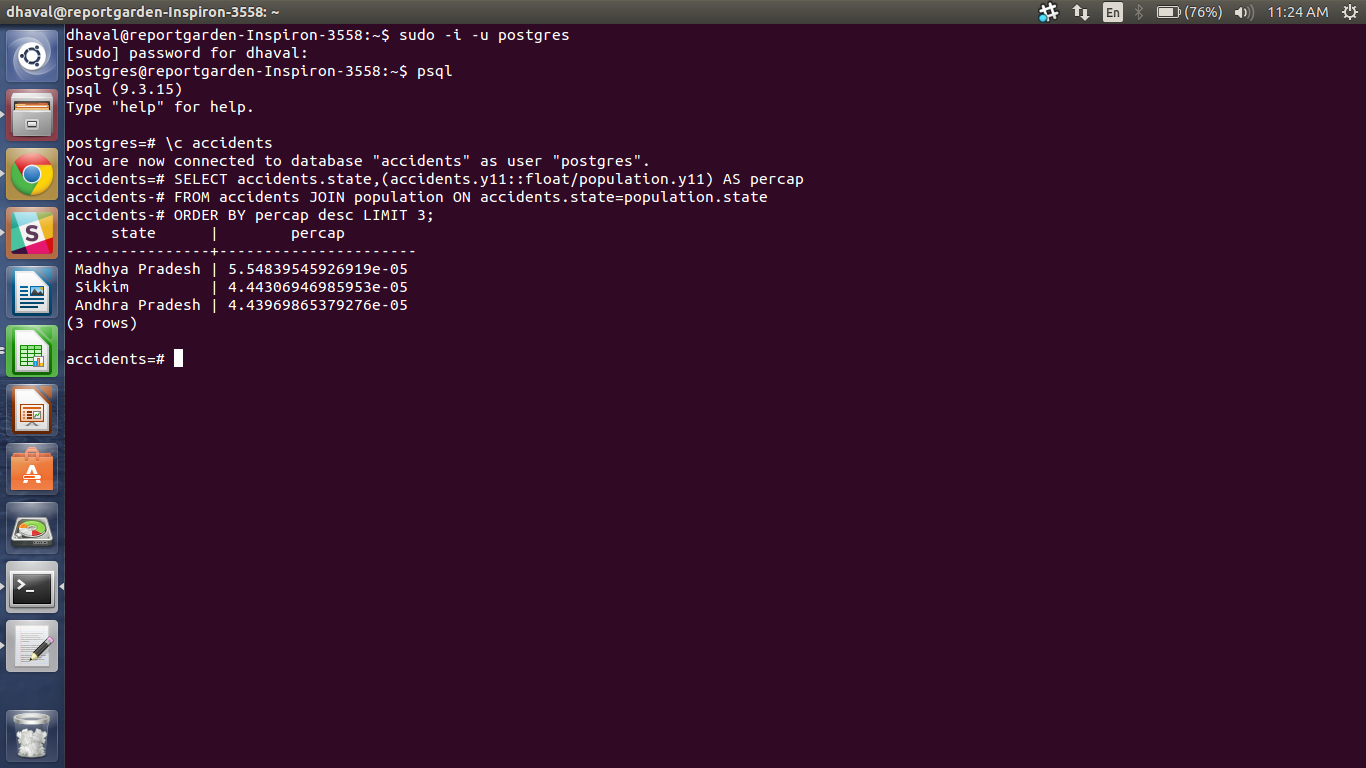 dhaval@reportgarden-Inspiron-3558: ~
En
(76%)
11:24 AM
dhaval@reportgarden-Inspiron-3558:~$ sudo -i -u postgres
[sudo] password for dhaval:
postgres@reportgarden-Inspiron-3558:~$ psql
psql (9.3.15)
Type "help" for help.
postgres=# \c accidents
You are now connected to database "accidents" as user "postgres".
accidents=# SELECT accidents.state,(accidents.y11::float/population.y11) AS percap
accidents-# FROM accidents JOIN population ON accidents.state=population.state
accidents-# ORDER BY percap desc LIMIT 3;
     state      |        percap
----------------+----------------------
 Madhya Pradesh | 5.54839545926919e-05
 Sikkim         | 4.44306946985953e-05
 Andhra Pradesh | 4.43969865379276e-05
(3 rows)
accidents=#